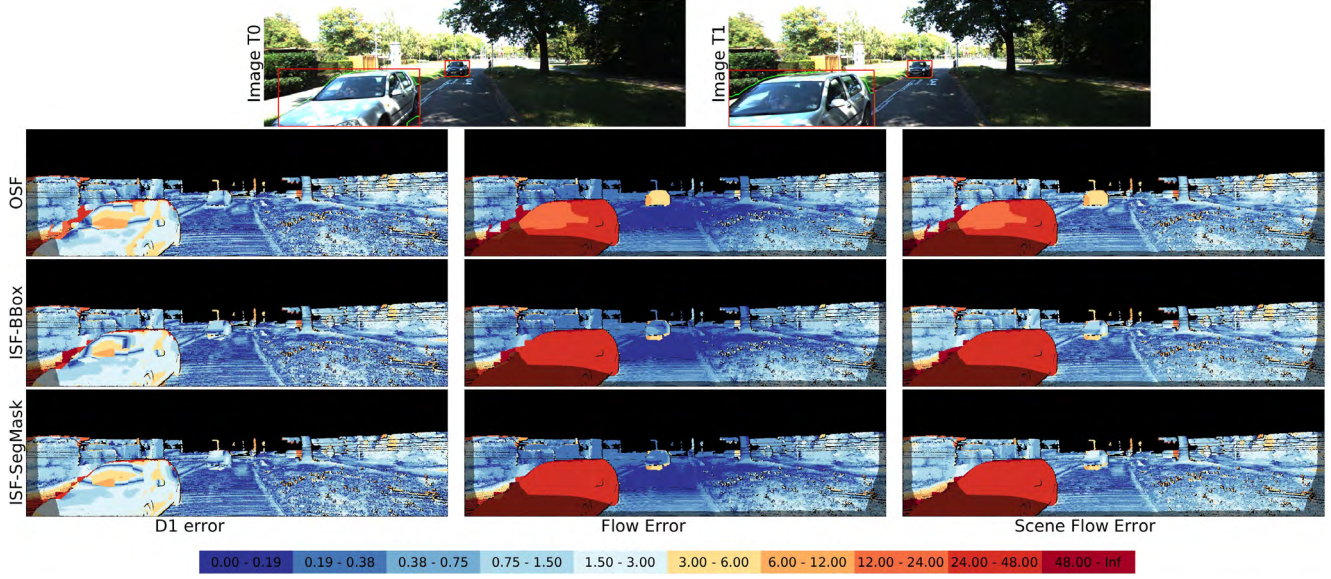 Image T0
Image T1
OSF
ISF-BBox
ISF-SegMask
D1 error
Flow Error
Scene Flow Error
0.00 - 0.19
0.19 - 0.38
0.38 - 0.75
0.75 - 1.50
1.50 - 3.00
3.00 - 6.00
6.00 - 12.00
12.00 - 24.00
24.00 - 48.00
48.00 - Inf